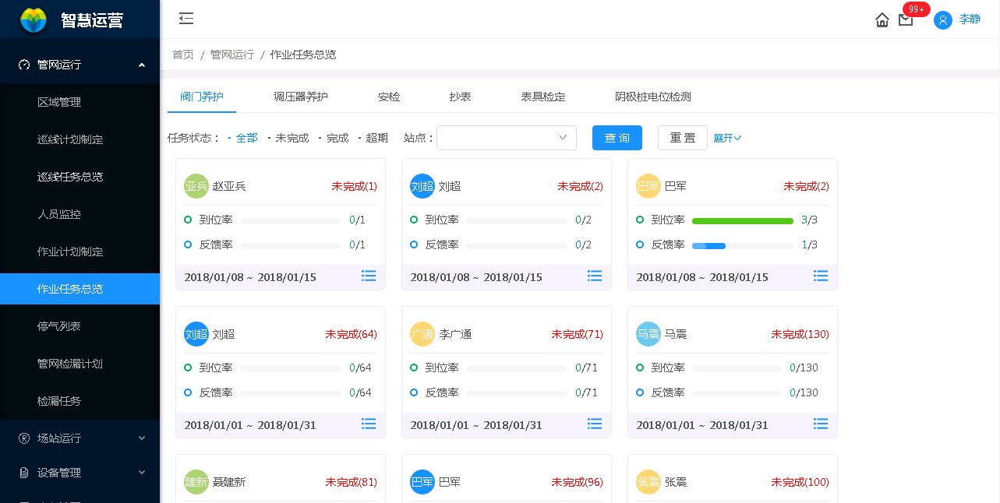 智慧运营
99+
李静
管网运行
区域管理
巡线计划制定
巡线任务总览
人员监控
作业计划制定
作业任务总览
停气列表
管网检漏计划
检漏任务
场站运行
设备管理
首页 / 管网运行 / 作业任务总览
阀门养护 调压器养护 安检 抄表 表具检定 阴极桩电位检测
任务状态： · 全部 · 未完成 · 完成 · 超期 站点： 查 询 重 置 展开
亚兵 赵亚兵 未完成(1)
到位率 0/1
反馈率 0/1
2018/01/08 ~ 2018/01/15
刘超 刘超 未完成(2)
到位率 0/2
反馈率 0/2
2018/01/08 ~ 2018/01/15
巴军 巴军 未完成(2)
到位率 3/3
反馈率 1/3
2018/01/08 ~ 2018/01/15
刘超 刘超 未完成(64)
到位率 0/64
反馈率 0/64
2018/01/01 ~ 2018/01/31
广通 李广通 未完成(71)
到位率 0/71
反馈率 0/71
2018/01/01 ~ 2018/01/31
马震 马震 未完成(130)
到位率 0/130
反馈率 0/130
2018/01/01 ~ 2018/01/31
建新 聂建新 未完成(81)
巴军 巴军 未完成(96)
张震 张震 未完成(100)